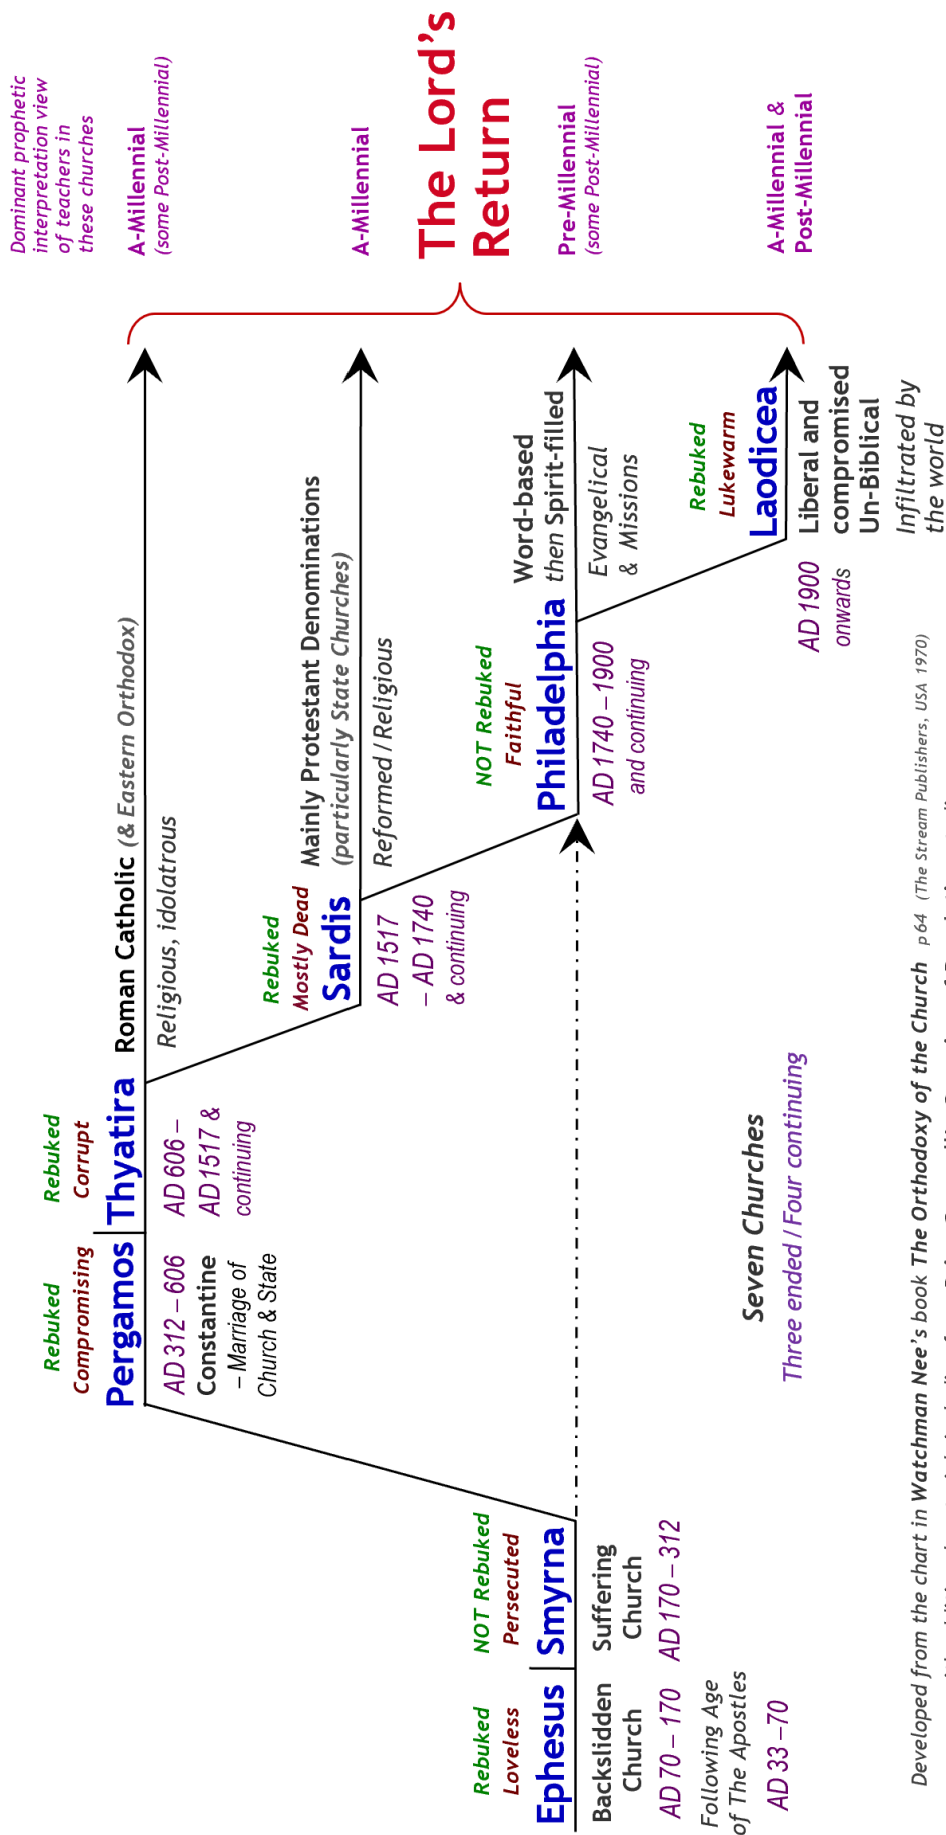 Dominant prophetic
interpretation view
of teachers in
these churches
Rebuked
Compromising
Pergamos
AD 312 – 606
Constantine
– Marriage of
Church & State
Rebuked
Corrupt
Thyatira
AD 606 –
AD 1517 &
continuing
Roman Catholic (& Eastern Orthodox)
Religious, idolatrous
A-Millennial
(some Post-Millennial)
Rebuked
Mostly Dead
Sardis
AD 1517
– AD 1740
& continuing
Mainly Protestant Denominations
(particularly State Churches)
Reformed / Religious
A-Millennial
The Lord's
Return
Rebuked
Loveless
Ephesus
Backslidden
Church
AD 70 – 170
Following Age
of The Apostles
AD 33 –70
NOT Rebuked
Persecuted
Smyrna
Suffering
Church
AD 170 – 312
NOT Rebuked
Faithful
Philadelphia
AD 1740 – 1900
and continuing
Word-based
then Spirit-filled
Evangelical
& Missions
Pre-Millennial
(some Post-Millennial)
Rebuked
Lukewarm
Laodicea
AD 1900
onwards
Liberal and
compromised
Un-Biblical
Infiltrated by
the world
A-Millennial &
Post-Millennial
Seven Churches
Three ended / Four continuing
Developed from the chart in Watchman Nee's book The Orthodoxy of the Church p64 (The Stream Publishers, USA 1970)